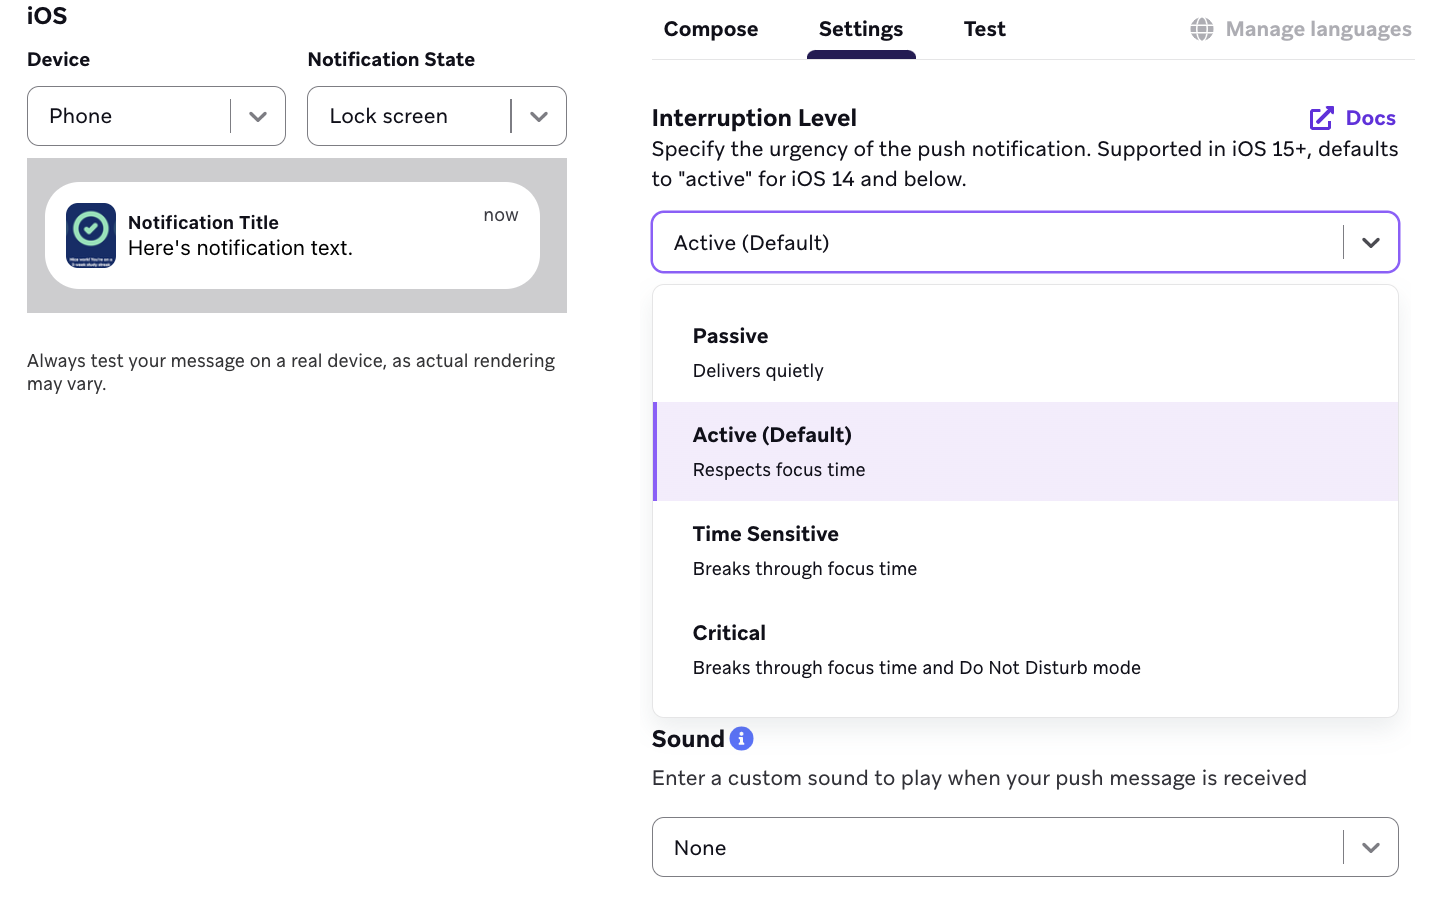 iOS
Device
Notification State
Phone
Lock screen
Notification Title
now
Here's notification text.
Always test your message on a real device, as actual rendering
may vary.
Compose
Settings
Test
Manage languages
Interruption Level
Docs
Specify the urgency of the push notification. Supported in iOS 15+, defaults
to "active" for iOS 14 and below.
Active (Default)
Passive
Delivers quietly
Active (Default)
Respects focus time
Time Sensitive
Breaks through focus time
Critical
Breaks through focus time and Do Not Disturb mode
Sound
Enter a custom sound to play when your push message is received
None